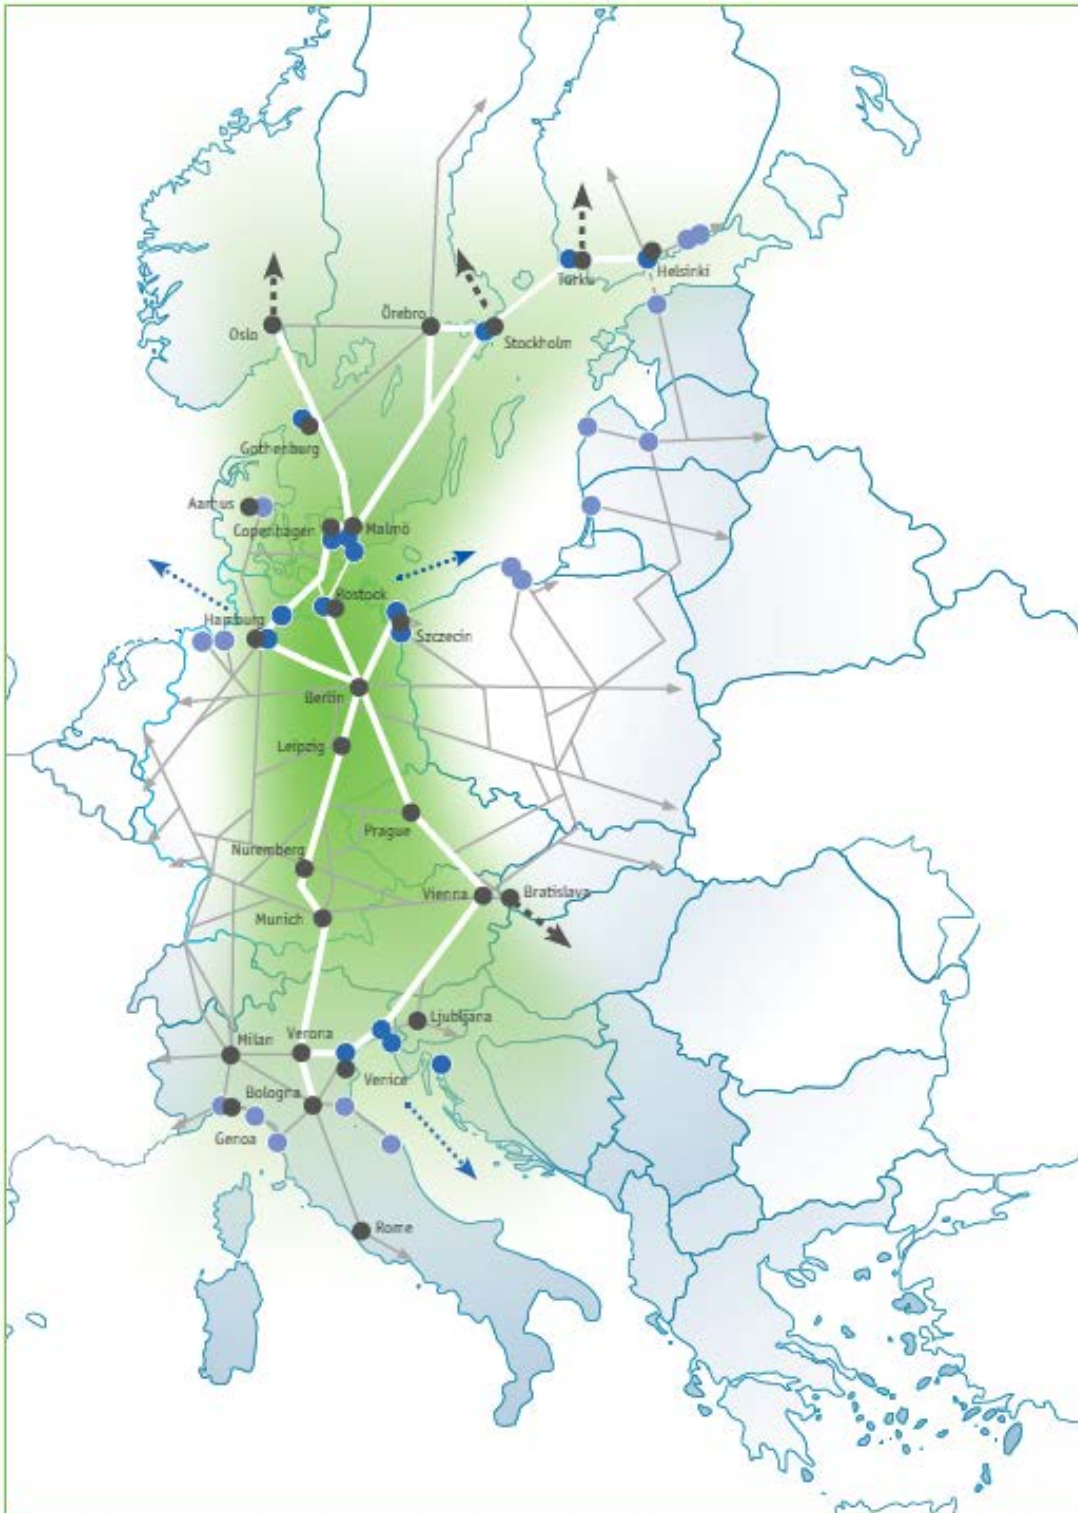 Turku
Helsinki
Örebro
Oslo
Stockholm
Gothenburg
Aarhus
Copenhagen
Malmö
Rostock
Hamburg
Szczecin
Berlin
Leipzig
Prague
Nuremberg
Vienna
Bratislava
Munich
Ljubljana
Verona
Milan
Venice
Bologna
Genoa
Rome